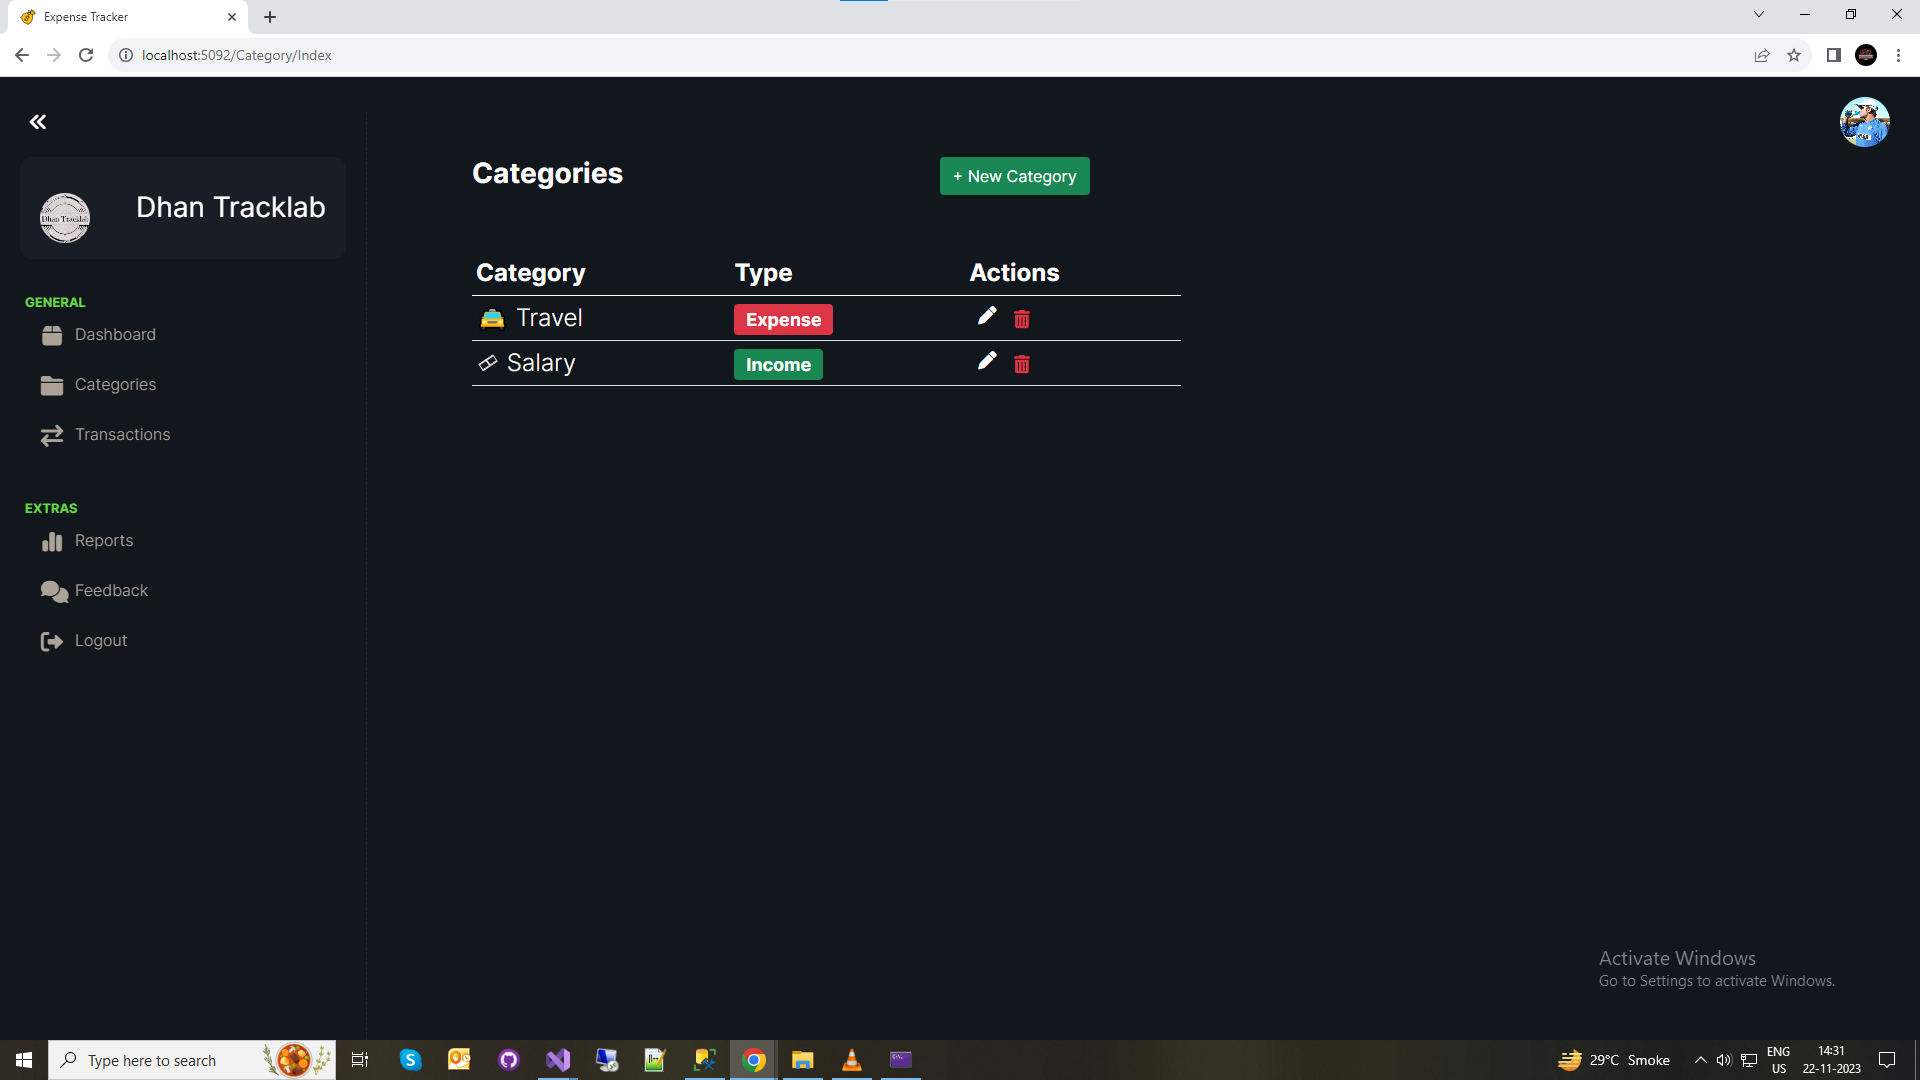 Expense Tracker
localhost:5092/Category/Index
Dhan Tracklab
Dhan Tracklab
GENERAL
Dashboard
Categories
Transactions
EXTRAS
Reports
Feedback
Logout
Categories
+ New Category
Category Type Actions
Travel Expense
Salary Income
Activate Windows
Go to Settings to activate Windows.
Type here to search
29°C Smoke
ENG
US
14:31
22-11-2023